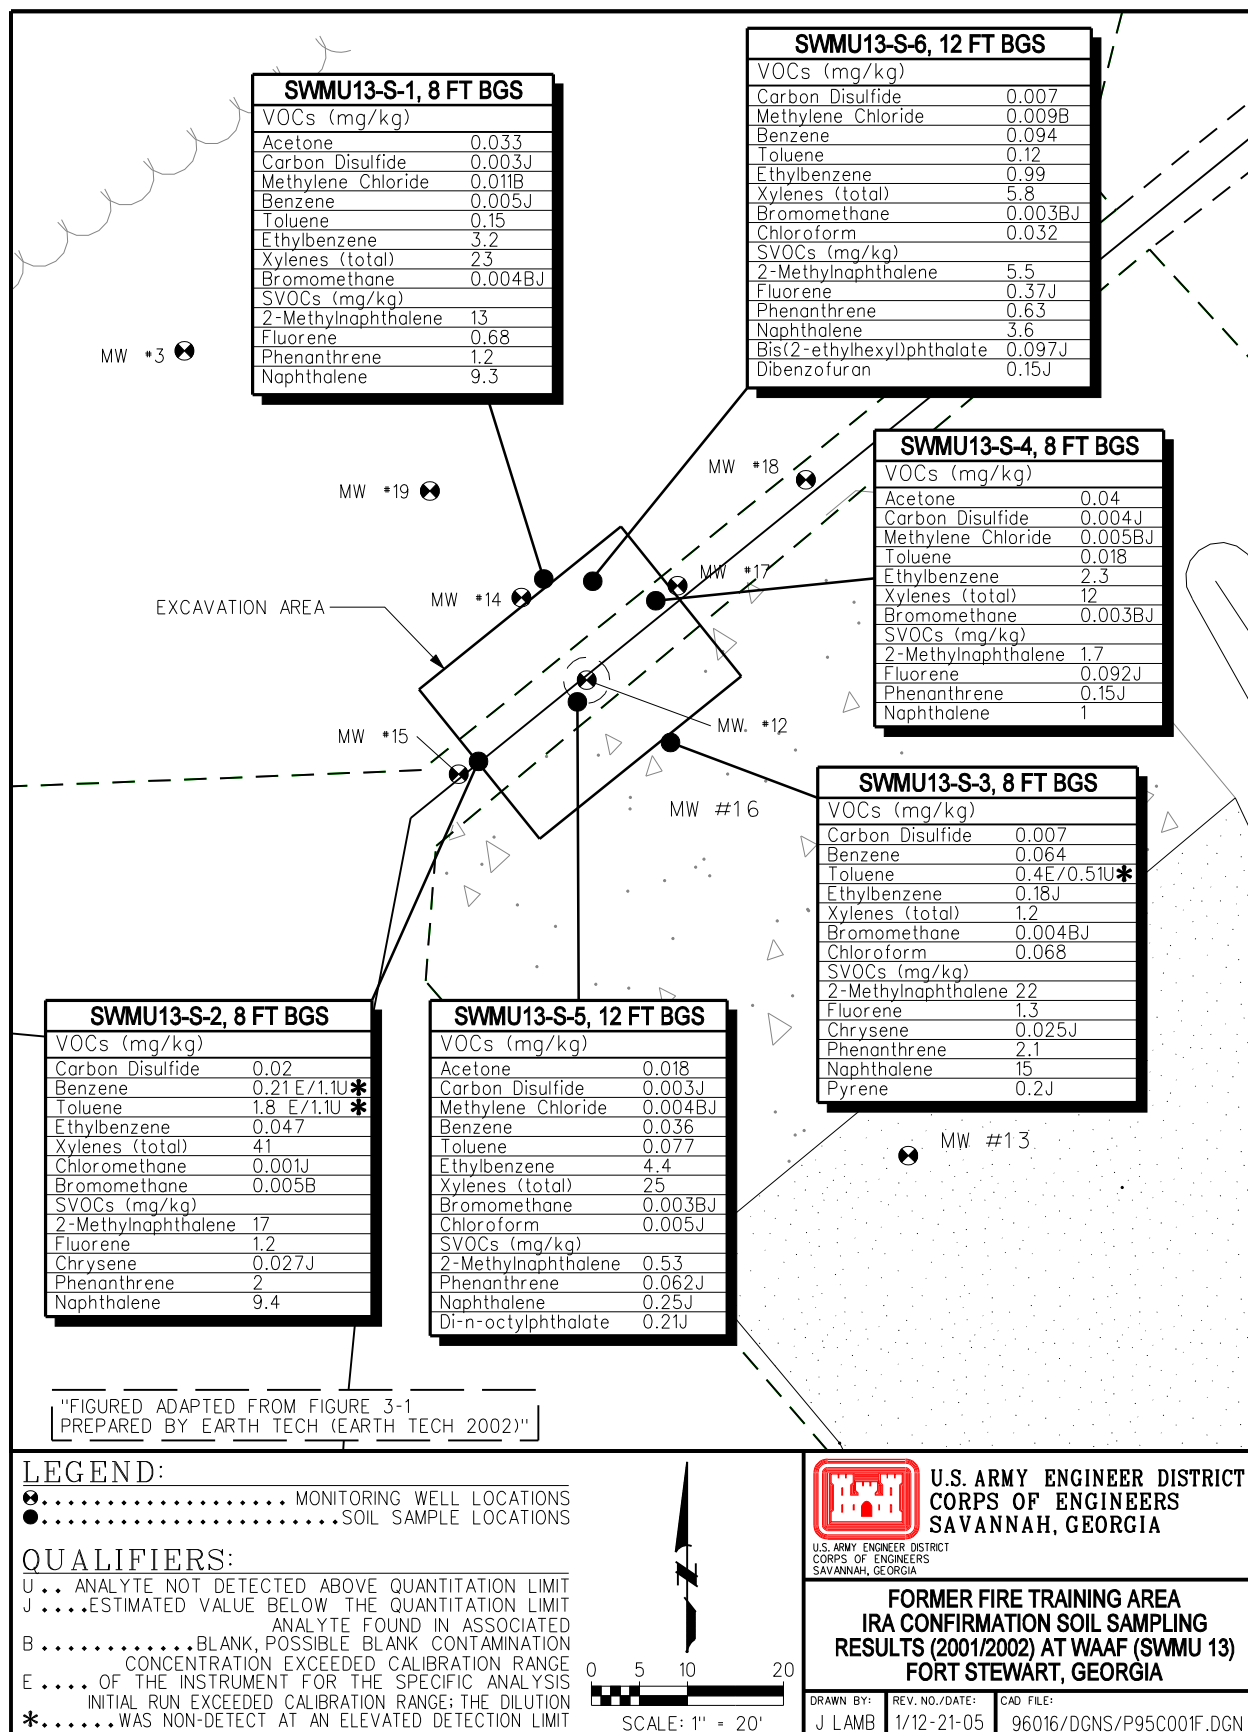 SWMU13-S-1, 8 FT BGS
VOCs (mg/kg)
Acetone 0.033
Carbon Disulfide 0.003J
Methylene Chloride 0.011B
Benzene 0.005J
Toluene 0.15
Ethylbenzene 3.2
Xylenes (total) 23
Bromomethane 0.004BJ
SVOCs (mg/kg)
2-Methylnaphthalene 13
Fluorene 0.68
Phenanthrene 1.2
Naphthalene 9.3
SWMU13-S-6, 12 FT BGS
VOCs (mg/kg)
Carbon Disulfide 0.007
Methylene Chloride 0.009B
Benzene 0.094
Toluene 0.12
Ethylbenzene 0.99
Xylenes (total) 5.8
Bromomethane 0.003BJ
Chloroform 0.032
SVOCs (mg/kg)
2-Methylnaphthalene 5.5
Fluorene 0.37J
Phenanthrene 0.63
Naphthalene 3.6
Bis(2-ethylhexyl)phthalate 0.097J
Dibenzofuran 0.15J
MW #3
MW #19
MW #18
SWMU13-S-4, 8 FT BGS
VOCs (mg/kg)
Acetone 0.04
Carbon Disulfide 0.004J
Methylene Chloride 0.005BJ
Toluene 0.018
Ethylbenzene 2.3
Xylenes (total) 12
Bromomethane 0.003BJ
SVOCs (mg/kg)
2-Methylnaphthalene 1.7
Fluorene 0.092J
Phenanthrene 0.15J
Naphthalene 1
MW #17
MW #14
EXCAVATION AREA
MW #12
MW #15
MW #16
SWMU13-S-3, 8 FT BGS
VOCs (mg/kg)
Carbon Disulfide 0.007
Benzene 0.064
Toluene 0.4E/0.51U*
Ethylbenzene 0.18J
Xylenes (total) 1.2
Bromomethane 0.004BJ
Chloroform 0.068
SVOCs (mg/kg)
2-Methylnaphthalene 22
Fluorene 1.3
Chrysene 0.025J
Phenanthrene 2.1
Naphthalene 15
Pyrene 0.2J
SWMU13-S-2, 8 FT BGS
VOCs (mg/kg)
Carbon Disulfide 0.02
Benzene 0.21 E/1.1U*
Toluene 1.8 E/1.1U *
Ethylbenzene 0.047
Xylenes (total) 41
Chloromethane 0.001J
Bromomethane 0.005B
SVOCs (mg/kg)
2-Methylnaphthalene 17
Fluorene 1.2
Chrysene 0.027J
Phenanthrene 2
Naphthalene 9.4
SWMU13-S-5, 12 FT BGS
VOCs (mg/kg)
Acetone 0.018
Carbon Disulfide 0.003J
Methylene Chloride 0.004BJ
Benzene 0.036
Toluene 0.077
Ethylbenzene 4.4
Xylenes (total) 25
Bromomethane 0.003BJ
Chloroform 0.005J
SVOCs (mg/kg)
2-Methylnaphthalene 0.53
Phenanthrene 0.062J
Naphthalene 0.25J
Di-n-octylphthalate 0.21J
MW #13
"FIGURED ADAPTED FROM FIGURE 3-1
PREPARED BY EARTH TECH (EARTH TECH 2002)"
LEGEND:
MONITORING WELL LOCATIONS
SOIL SAMPLE LOCATIONS
QUALIFIERS:
U .. ANALYTE NOT DETECTED ABOVE QUANTITATION LIMIT
J .... ESTIMATED VALUE BELOW THE QUANTITATION LIMIT
ANALYTE FOUND IN ASSOCIATED
B ............. BLANK, POSSIBLE BLANK CONTAMINATION
CONCENTRATION EXCEEDED CALIBRATION RANGE
E .... OF THE INSTRUMENT FOR THE SPECIFIC ANALYSIS
INITIAL RUN EXCEEDED CALIBRATION RANGE; THE DILUTION
* ...... WAS NON-DETECT AT AN ELEVATED DETECTION LIMIT
N
0 5 10 20
SCALE: 1" = 20'
U.S. ARMY ENGINEER DISTRICT
CORPS OF ENGINEERS
SAVANNAH, GEORGIA
U.S. ARMY ENGINEER DISTRICT
CORPS OF ENGINEERS
SAVANNAH, GEORGIA
FORMER FIRE TRAINING AREA
IRA CONFIRMATION SOIL SAMPLING
RESULTS (2001/2002) AT WAAF (SWMU 13)
FORT STEWART, GEORGIA
DRAWN BY:
J LAMB
REV. NO./DATE:
1/12-21-05
CAD FILE:
96016/DGNS/P95C001F.DGN